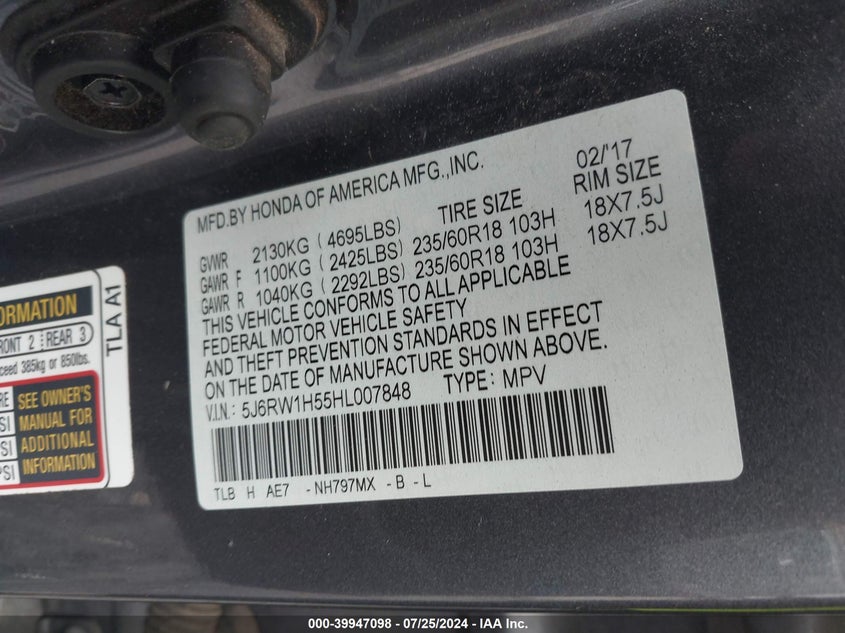 MFD.BY HONDA OF AMERICA MFG.,INC. 02/'17
TIRE SIZE RIM SIZE
GVWR 2130KG ( 4695LBS)
GAWR F 1100KG ( 2425LBS) 235/60R18 103H 18X7.5J
GAWR R 1040KG ( 2292LBS) 235/60R18 103H 18X7.5J
THIS VEHICLE CONFORMS TO ALL APPLICABLE
FEDERAL MOTOR VEHICLE SAFETY
AND THEFT PREVENTION STANDARDS IN EFFECT
ON THE DATE OF MANUFACTURE SHOWN ABOVE.
V.I.N.: 5J6RW1H55HL007848 TYPE: MPV
TLB H AE7 -NH797MX -B -L
FRONT 2 REAR 3
385kg or 850lbs.
SEE OWNER'S
MANUAL FOR
ADDITIONAL
INFORMATION
TLA A1
000-39947098 - 07/25/2024 - IAA Inc.